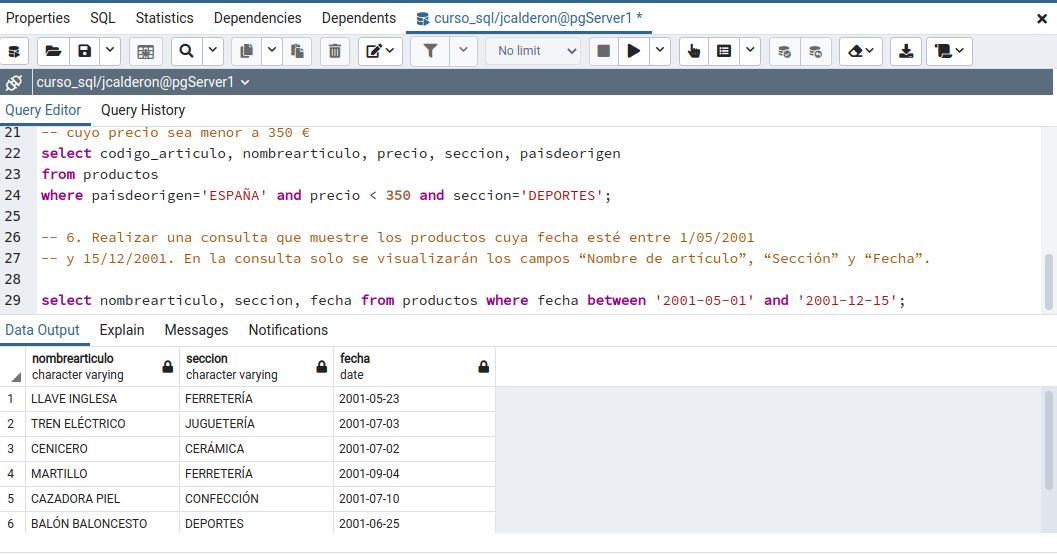 Properties SQL Statistics Dependencies Dependents curso_sql/jcalderon@pgServer1 *
No limit
curso_sql/jcalderon@pgServer1
Query Editor Query History
21 -- cuyo precio sea menor a 350 €
22 select codigo_articulo, nombrearticulo, precio, seccion, paisdeorigen
23 from productos
24 where paisdeorigen='ESPAÑA' and precio < 350 and seccion='DEPORTES';
25
26 -- 6. Realizar una consulta que muestre los productos cuya fecha esté entre 1/05/2001
27 -- y 15/12/2001. En la consulta solo se visualizarán los campos “Nombre de artículo”, “Sección” y “Fecha”.
28
29 select nombrearticulo, seccion, fecha from productos where fecha between '2001-05-01' and '2001-12-15';
Data Output Explain Messages Notifications
nombrearticulo seccion fecha
character varying character varying date
1 LLAVE INGLESA FERRETERÍA 2001-05-23
2 TREN ELÉCTRICO JUGUETERÍA 2001-07-03
3 CENICERO CERÁMICA 2001-07-02
4 MARTILLO FERRETERÍA 2001-09-04
5 CAZADORA PIEL CONFECCIÓN 2001-07-10
6 BALÓN BALONCESTO DEPORTES 2001-06-25